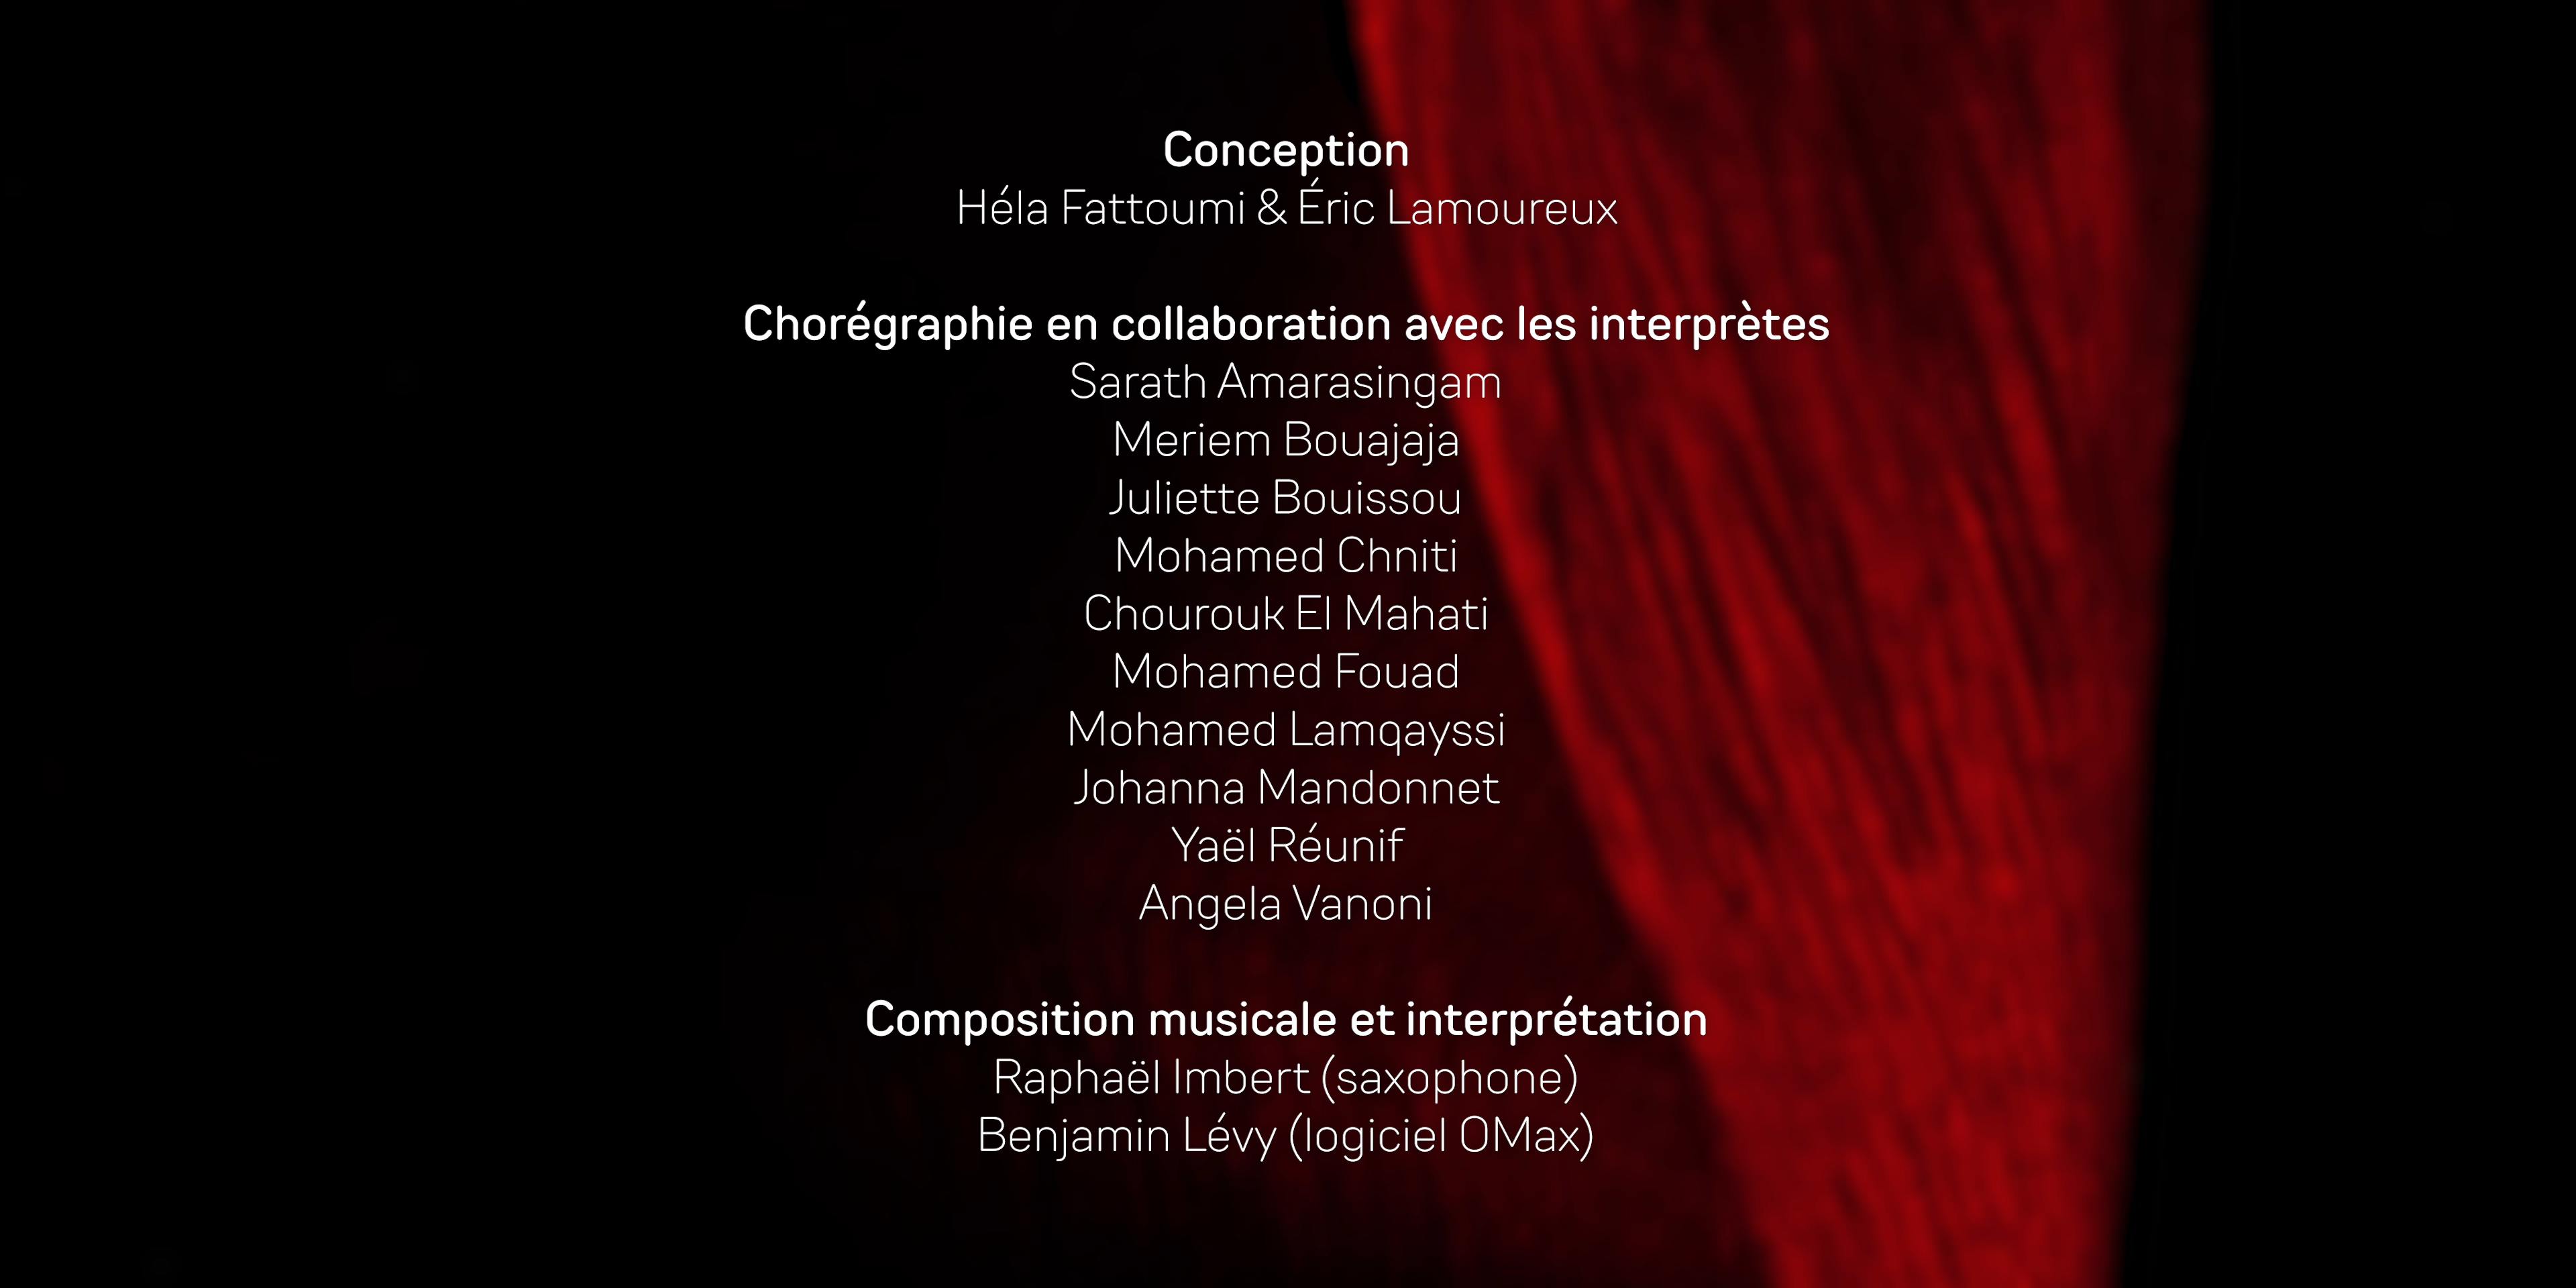 Conception
Héla Fattoumi & Éric Lamoureux
Chorégraphie en collaboration avec les interprètes
Sarath Amarasingam
Meriem Bouajaja
Juliette Bouissou
Mohamed Chniti
Chourouk El Mahati
Mohamed Fouad
Mohamed Lamqayssi
Johanna Mandonnet
Yaël Réunif
Angela Vanoni
Composition musicale et interprétation
Raphaël Imbert (saxophone)
Benjamin Lévy (logiciel OMax)